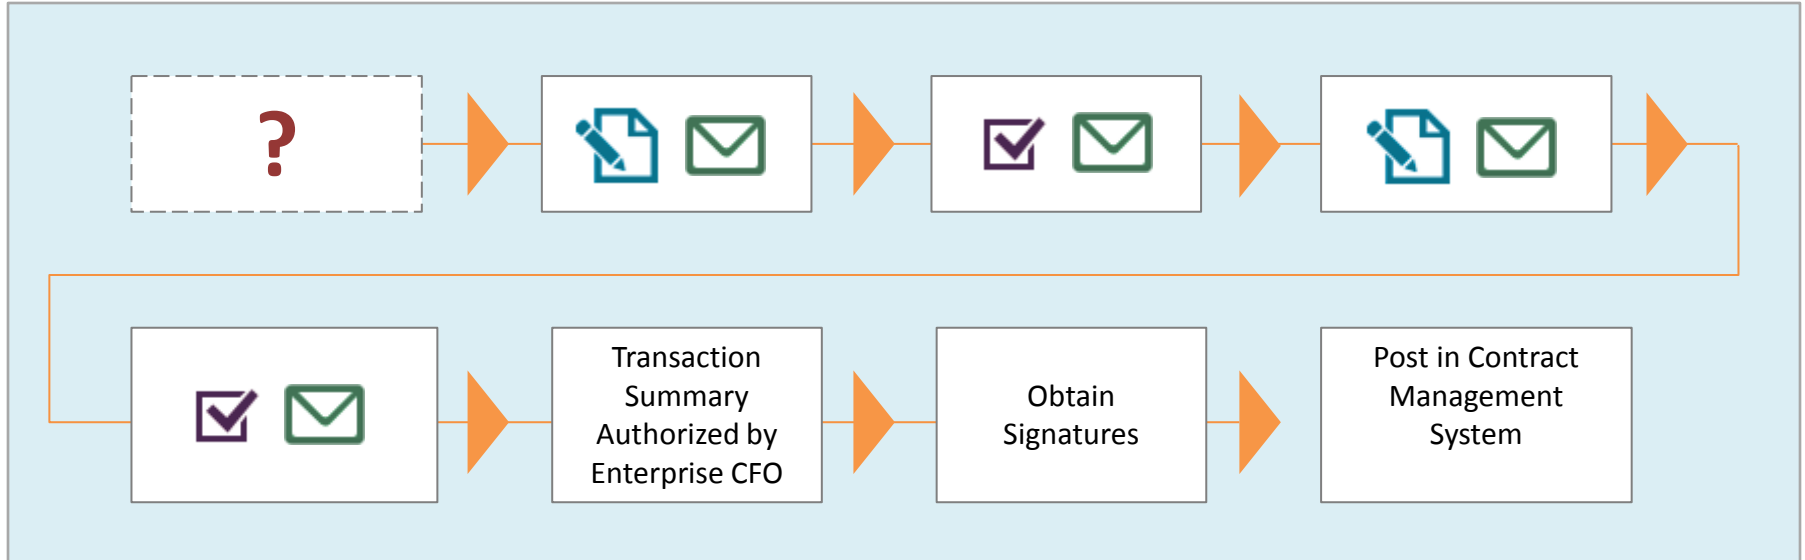 ?
Transaction
Summary
Authorized by
Enterprise CFO
Obtain
Signatures
Post in Contract
Management
System